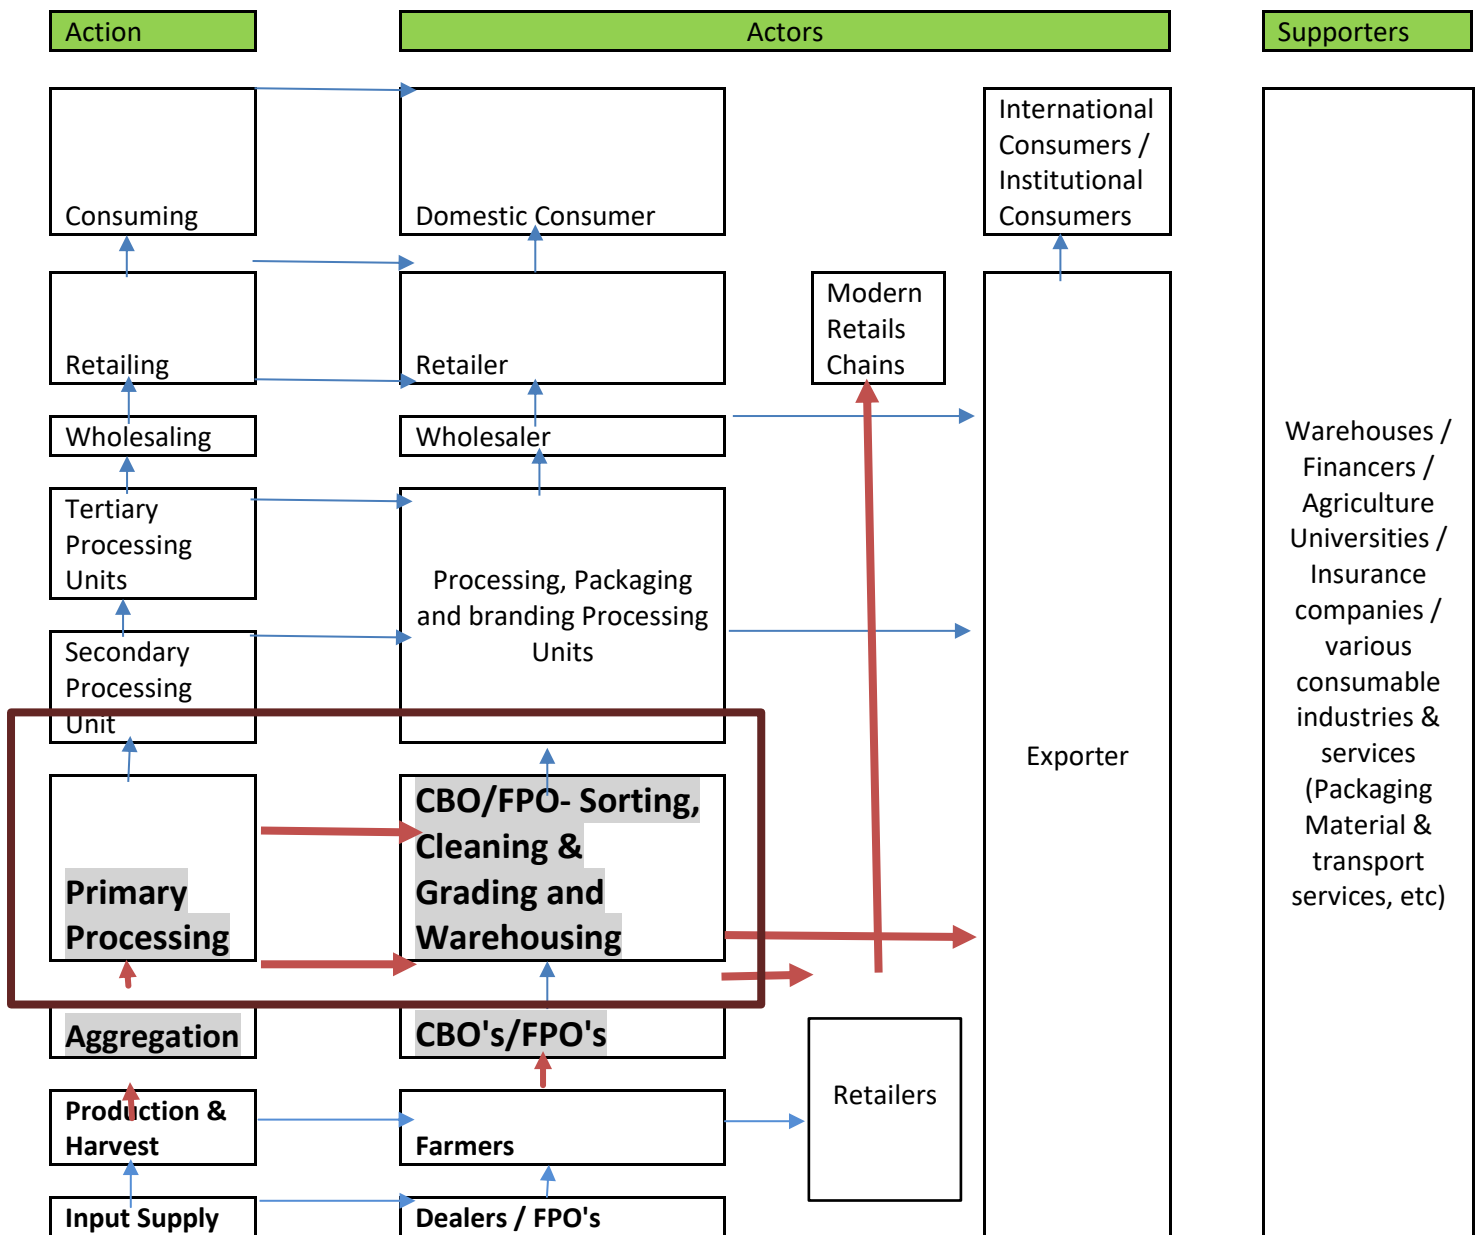 Action
Actors
Supporters
Consuming
Domestic Consumer
International
Consumers /
Institutional
Consumers
Retailing
Retailer
Modern
Retails
Chains
Wholesaling
Wholesaler
Tertiary
Processing
Units
Secondary
Processing
Unit
Processing, Packaging
and branding Processing
Units
Primary
Processing
CBO/FPO- Sorting,
Cleaning &
Grading and
Warehousing
Aggregation
CBO's/FPO's
Production &
Harvest
Farmers
Retailers
Input Supply
Dealers / FPO's
Exporter
Warehouses /
Financers /
Agriculture
Universities /
Insurance
companies /
various
consumable
industries &
services
(Packaging
Material &
transport
services, etc)